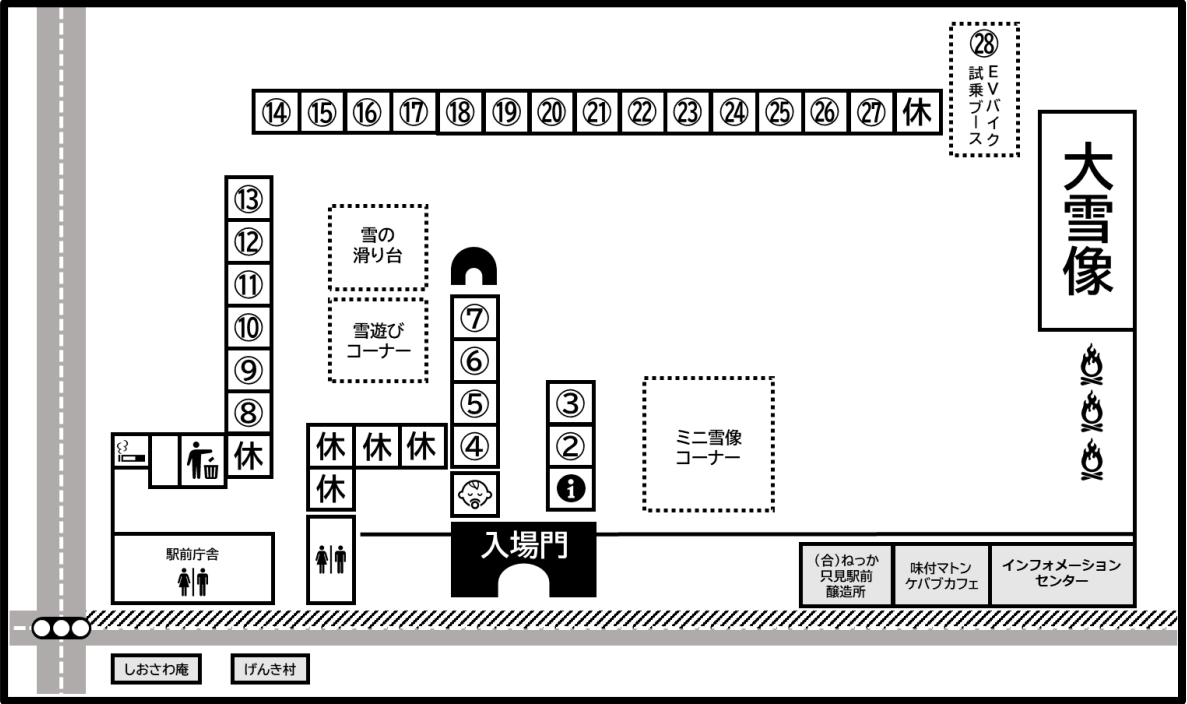 ㉘
EVバイク
試乗ブース
⑭ ⑮ ⑯ ⑰ ⑱ ⑲ ⑳ ㉑ ㉒ ㉓ ㉔ ㉕ ㉖ ㉗ 休
大雪像
⑬
⑫
⑪
⑩
⑨
⑧
休
雪の
滑り台
雪遊び
コーナー
⑦
⑥
⑤
④
③
②
i
休 休 休
休
ミニ雪像
コーナー
入場門
駅前庁舎
(合)ねっか
只見駅前
醸造所
味付マトン
ケバブカフェ
インフォメーション
センター
しおさわ庵
げんき村